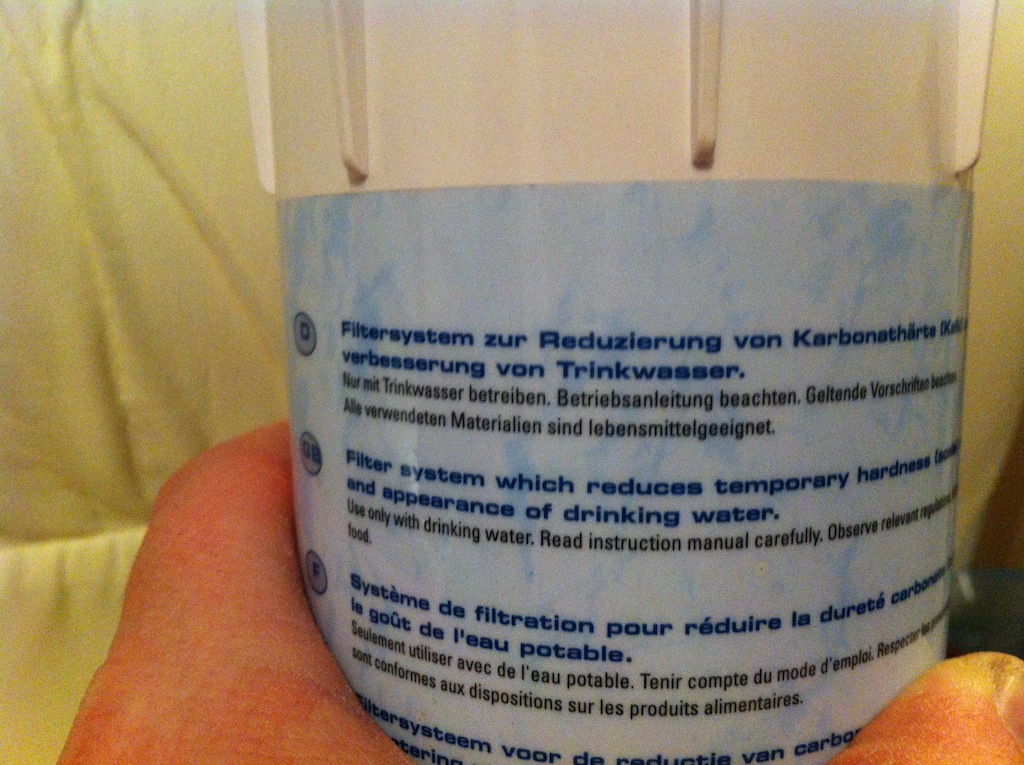 D
Filtersystem zur Reduzierung von Karbonathärte
verbesserung von Trinkwasser.
Nur mit Trinkwasser betreiben. Betriebsanleitung beachten. Geltende Vorschriften beachten.
Alle verwendeten Materialien sind lebensmittelgeeignet.
GB
Filter system which reduces temporary hardness
and appearance of drinking water.
Use only with drinking water. Read instruction manual carefully. Observe relevant
food.
F
Système de filtration pour réduire la dureté
le goût de l'eau potable.
Seulement utiliser avec de l'eau potable. Tenir compte du mode d'emploi. Respecter
sont conformes aux dispositions sur les produits alimentaires.
Filtersysteem voor de reductie van